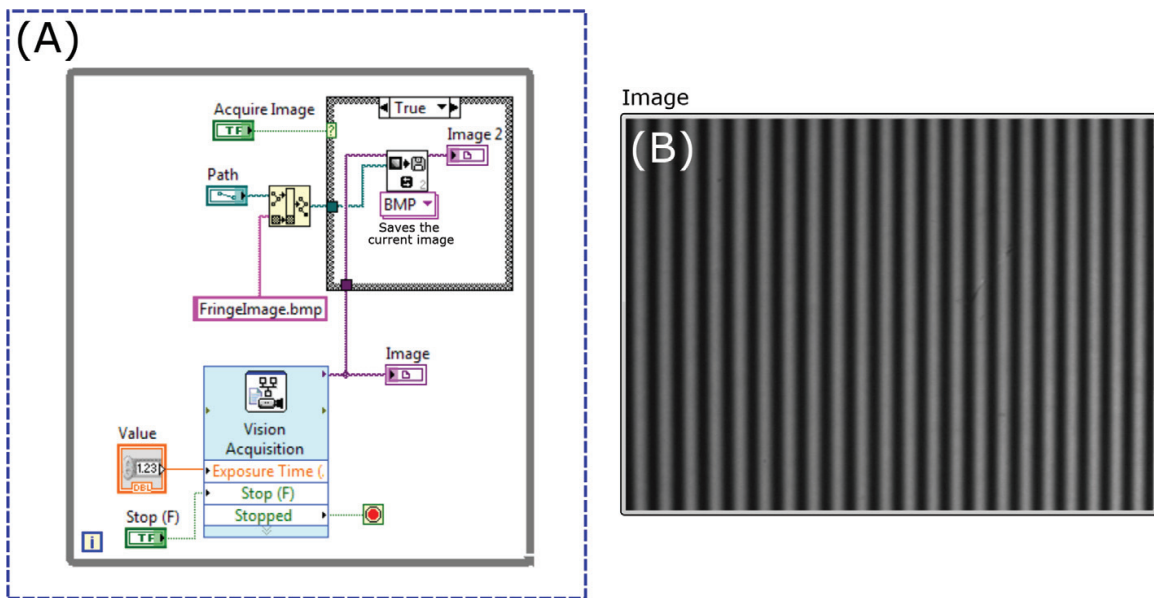 (A)
True
Acquire Image
TF
?
Image 2
Path
2
BMP
Saves the
current image
FringeImage.bmp
Image
Vision
Acquisition
Value
1.23
DBL
Exposure Time (.
Stop (F)
Stopped
Stop (F)
TF
i
Image
(B)